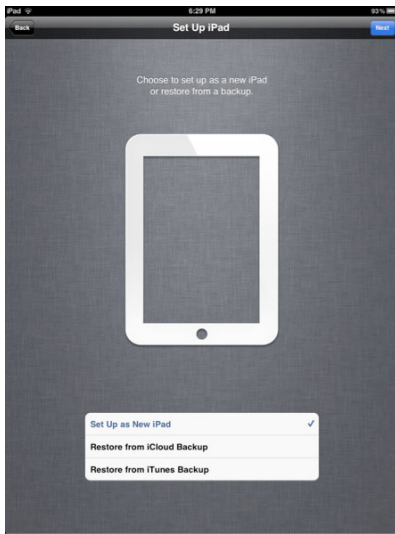 iPad 6:29 PM 93%
Back Set Up iPad Next
Choose to set up as a new iPad
or restore from a backup.
Set Up as New iPad
Restore from iCloud Backup
Restore from iTunes Backup